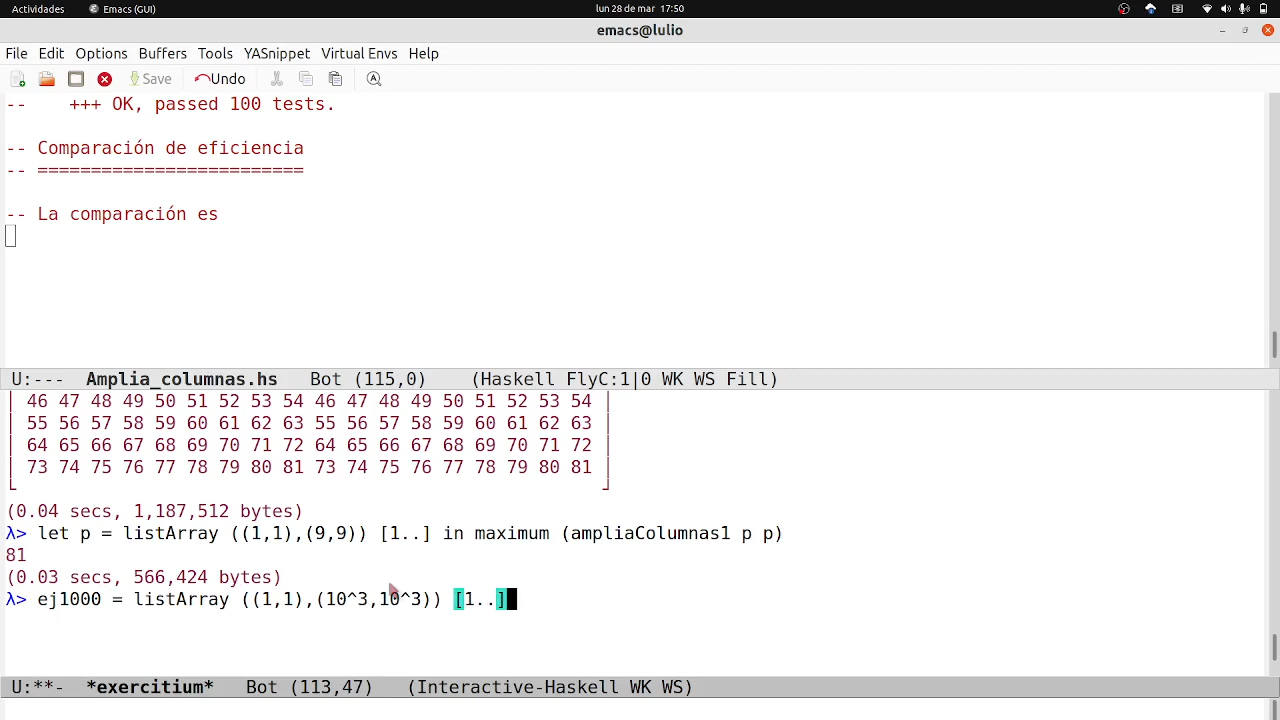 Actividades Emacs (GUI) lun 28 de mar 17:50
emacs@lulio
File Edit Options Buffers Tools YASnippet Virtual Envs Help
Save Undo
--    +++ OK, passed 100 tests.
-- Comparación de eficiencia
-- =========================
-- La comparación es
U:---  Amplia_columnas.hs   Bot (115,0)    (Haskell FlyC:1|0 WK WS Fill)
│ 46 47 48 49 50 51 52 53 54 46 47 48 49 50 51 52 53 54 │
│ 55 56 57 58 59 60 61 62 63 55 56 57 58 59 60 61 62 63 │
│ 64 65 66 67 68 69 70 71 72 64 65 66 67 68 69 70 71 72 │
│ 73 74 75 76 77 78 79 80 81 73 74 75 76 77 78 79 80 81 │
(0.04 secs, 1,187,512 bytes)
λ> let p = listArray ((1,1),(9,9)) [1..] in maximum (ampliaColumnas1 p p)
81
(0.03 secs, 566,424 bytes)
λ> ej1000 = listArray ((1,1),(10^3,10^3)) [1..]
U:**-  *exercitium*   Bot (113,47)  (Interactive-Haskell WK WS)